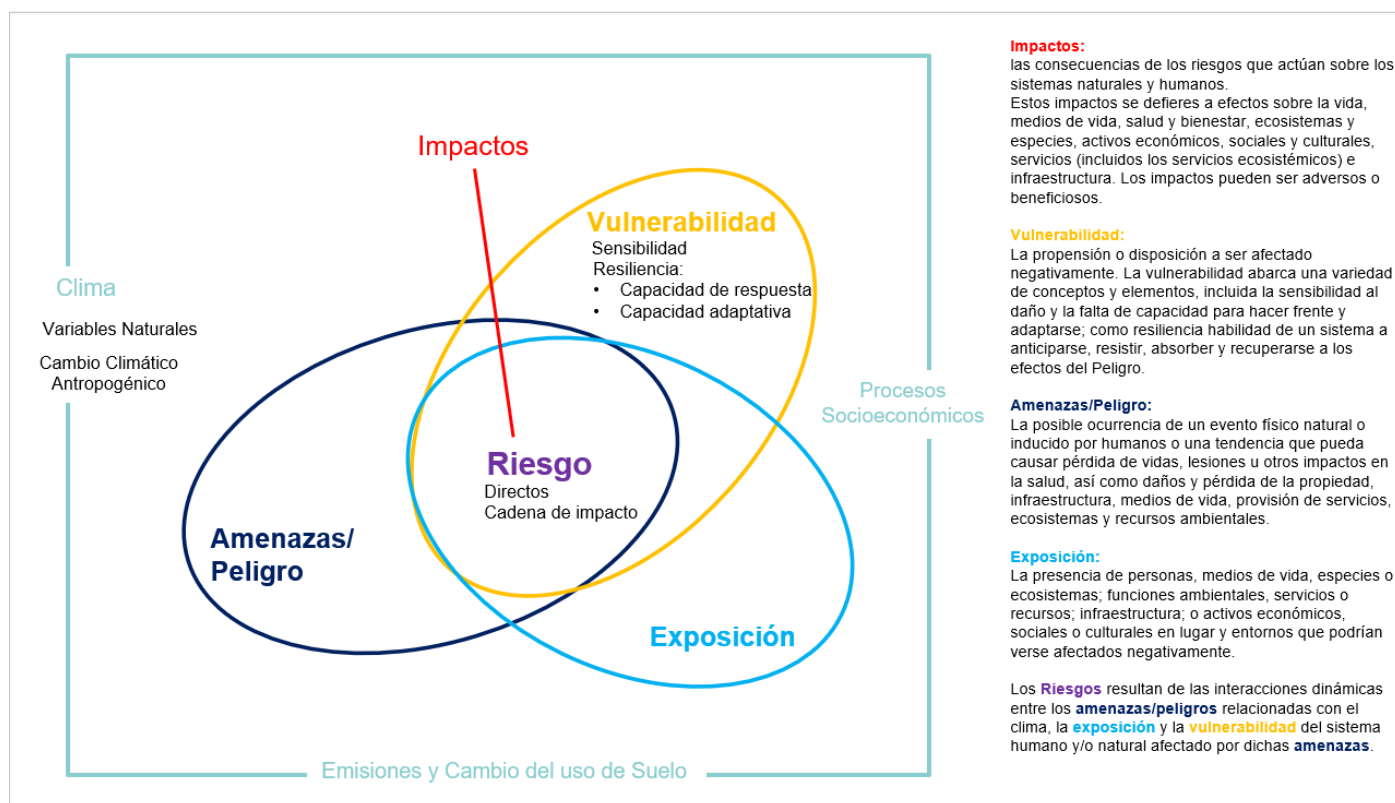 Impactos
Vulnerabilidad
Sensibilidad
Resiliencia:
• Capacidad de respuesta
• Capacidad adaptativa
Clima
Variables Naturales
Cambio Climático
Antropogénico
Procesos
Socioeconómicos
Riesgo
Directos
Cadena de impacto
Amenazas/
Peligro
Exposición
Emisiones y Cambio del uso de Suelo
Impactos:
las consecuencias de los riesgos que actúan sobre los
sistemas naturales y humanos.
Estos impactos se defieres a efectos sobre la vida,
medios de vida, salud y bienestar, ecosistemas y
especies, activos económicos, sociales y culturales,
servicios (incluidos los servicios ecosistémicos) e
infraestructura. Los impactos pueden ser adversos o
beneficiosos.
Vulnerabilidad:
La propensión o disposición a ser afectado
negativamente. La vulnerabilidad abarca una variedad
de conceptos y elementos, incluida la sensibilidad al
daño y la falta de capacidad para hacer frente y
adaptarse; como resiliencia habilidad de un sistema a
anticiparse, resistir, absorber y recuperarse a los
efectos del Peligro.
Amenazas/Peligro:
La posible ocurrencia de un evento físico natural o
inducido por humanos o una tendencia que pueda
causar pérdida de vidas, lesiones u otros impactos en
la salud, así como daños y pérdida de la propiedad,
infraestructura, medios de vida, provisión de servicios,
ecosistemas y recursos ambientales.
Exposición:
La presencia de personas, medios de vida, especies o
ecosistemas; funciones ambientales, servicios o
recursos; infraestructura; o activos económicos,
sociales o culturales en lugar y entornos que podrían
verse afectados negativamente.
Los Riesgos resultan de las interacciones dinámicas
entre los amenazas/peligros relacionadas con el
clima, la exposición y la vulnerabilidad del sistema
humano y/o natural afectado por dichas amenazas.